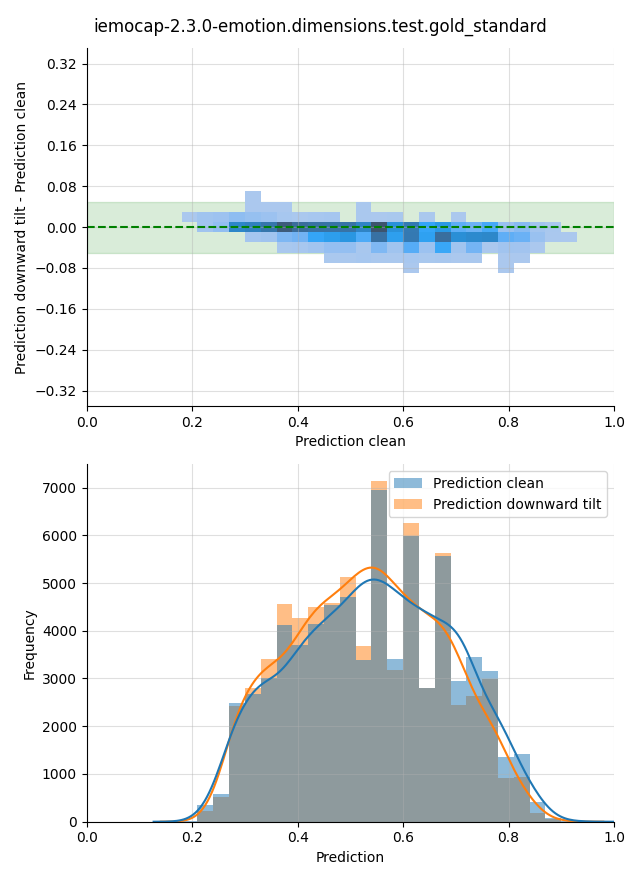 iemocap-2.3.0-emotion.dimensions.test.gold_standard
Prediction downward tilt - Prediction clean
0.32
0.24
0.16
0.08
0.00
−0.08
−0.16
−0.24
−0.32
0.0 0.2 0.4 0.6 0.8 1.0
Prediction clean
Frequency
7000
6000
5000
4000
3000
2000
1000
0
Prediction clean
Prediction downward tilt
0.0 0.2 0.4 0.6 0.8 1.0
Prediction